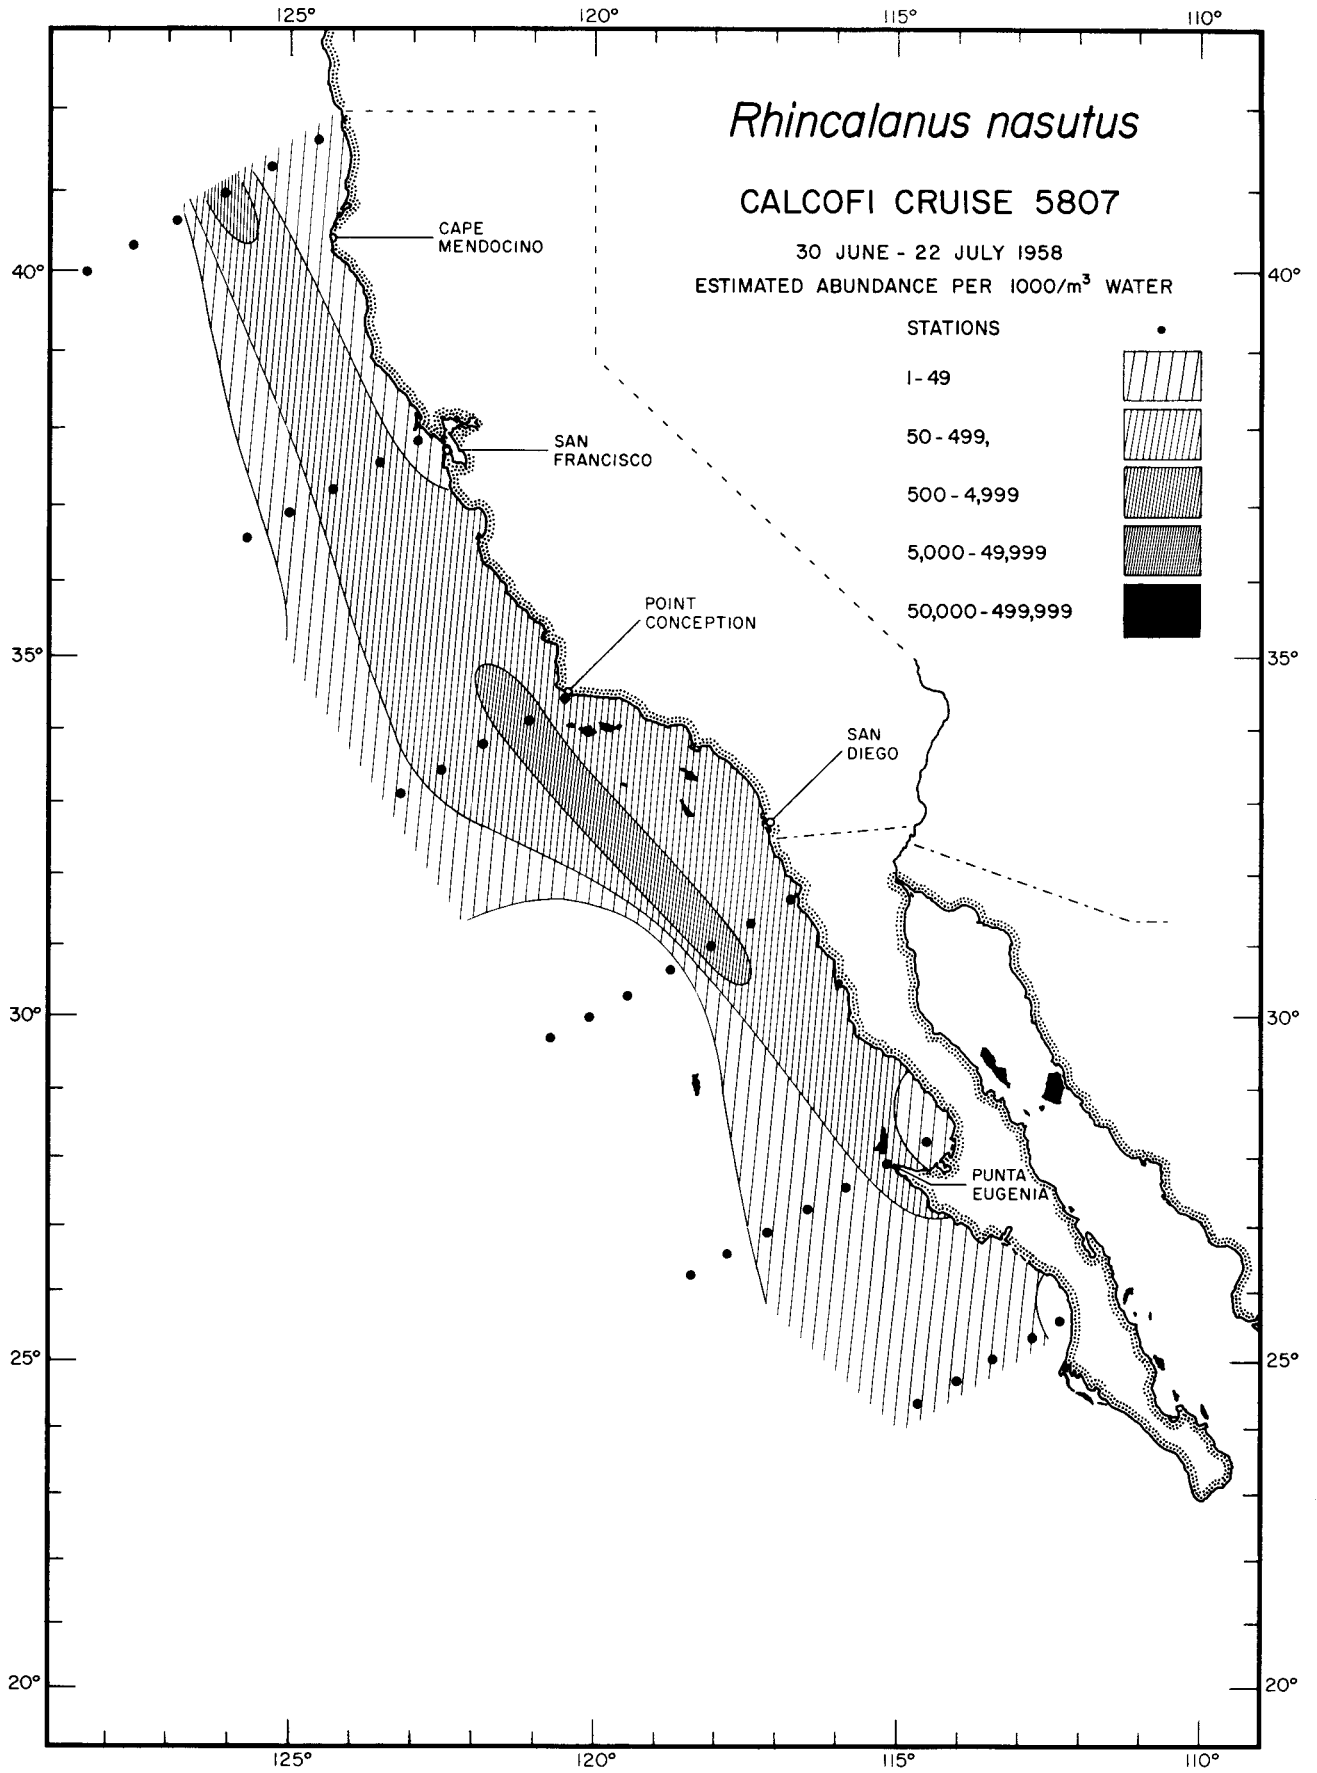 125° 120° 115° 110°
Rhincalanus nasutus
CALCOFI CRUISE 5807
30 JUNE - 22 JULY 1958
ESTIMATED ABUNDANCE PER 1000/m³ WATER
STATIONS
1-49
50-499,
500-4,999
5,000-49,999
50,000-499,999
CAPE
MENDOCINO
40° 40°
SAN
FRANCISCO
POINT
CONCEPTION
35° 35°
SAN
DIEGO
30° 30°
PUNTA
EUGENIA
25° 25°
20° 20°
125° 120° 115° 110°